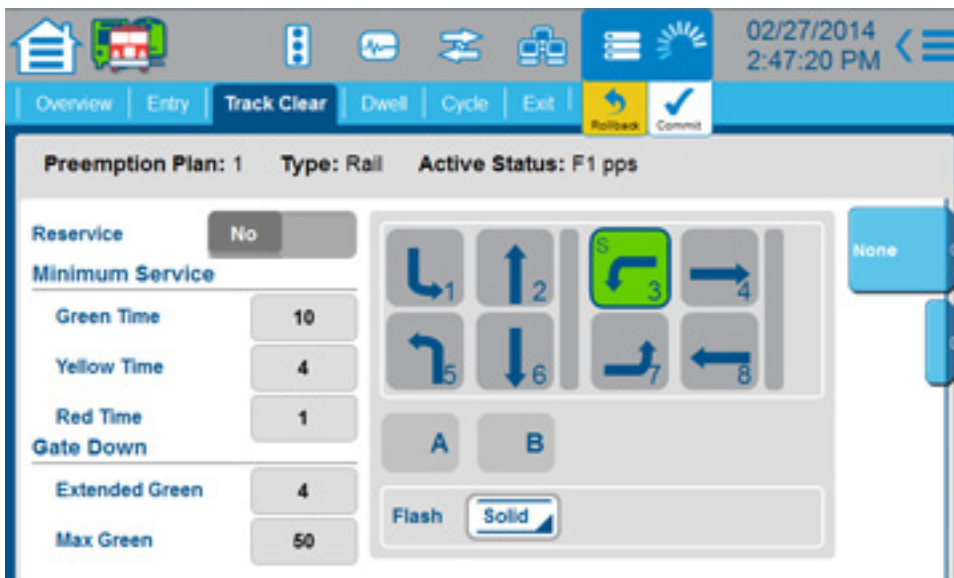 02/27/2014
2:47:20 PM
Overview Entry Track Clear Dwell Cycle Exit
Rollback Commit
Preemption Plan: 1 Type: Rail Active Status: F1 pps
Reservice No
Minimum Service
Green Time 10
Yellow Time 4
Red Time 1
Gate Down
Extended Green 4
Max Green 50
1 2 S 3 4
5 6 7 8
A B
Flash Solid
None